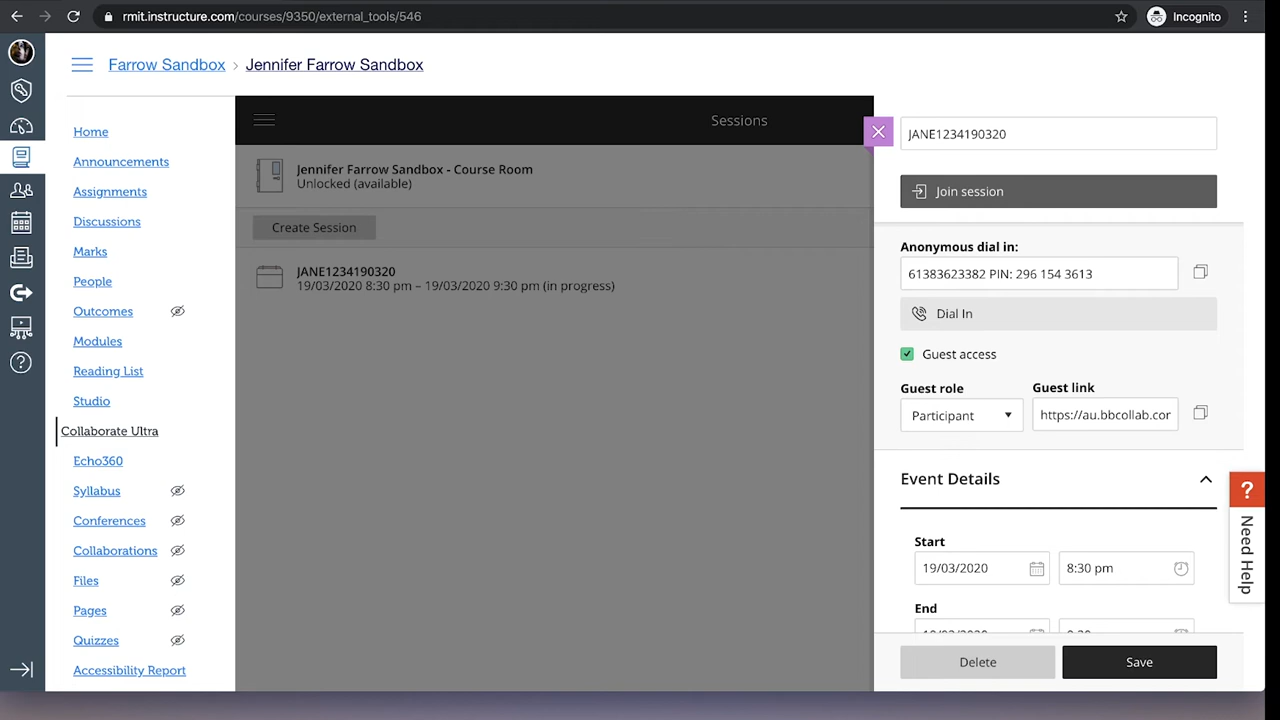 rmit.instructure.com/courses/9350/external_tools/546
Incognito
Farrow Sandbox > Jennifer Farrow Sandbox
Home
Announcements
Assignments
Discussions
Marks
People
Outcomes
Modules
Reading List
Studio
Collaborate Ultra
Echo360
Syllabus
Conferences
Collaborations
Files
Pages
Quizzes
Accessibility Report
Sessions
Jennifer Farrow Sandbox - Course Room
Unlocked (available)
Create Session
JANE1234190320
19/03/2020 8:30 pm – 19/03/2020 9:30 pm (in progress)
JANE1234190320
Join session
Anonymous dial in:
61383623382 PIN: 296 154 3613
Dial In
Guest access
Guest role
Guest link
Participant
https://au.bbcollab.cor
Event Details
Start
19/03/2020
8:30 pm
End
Delete
Save
? Need Help